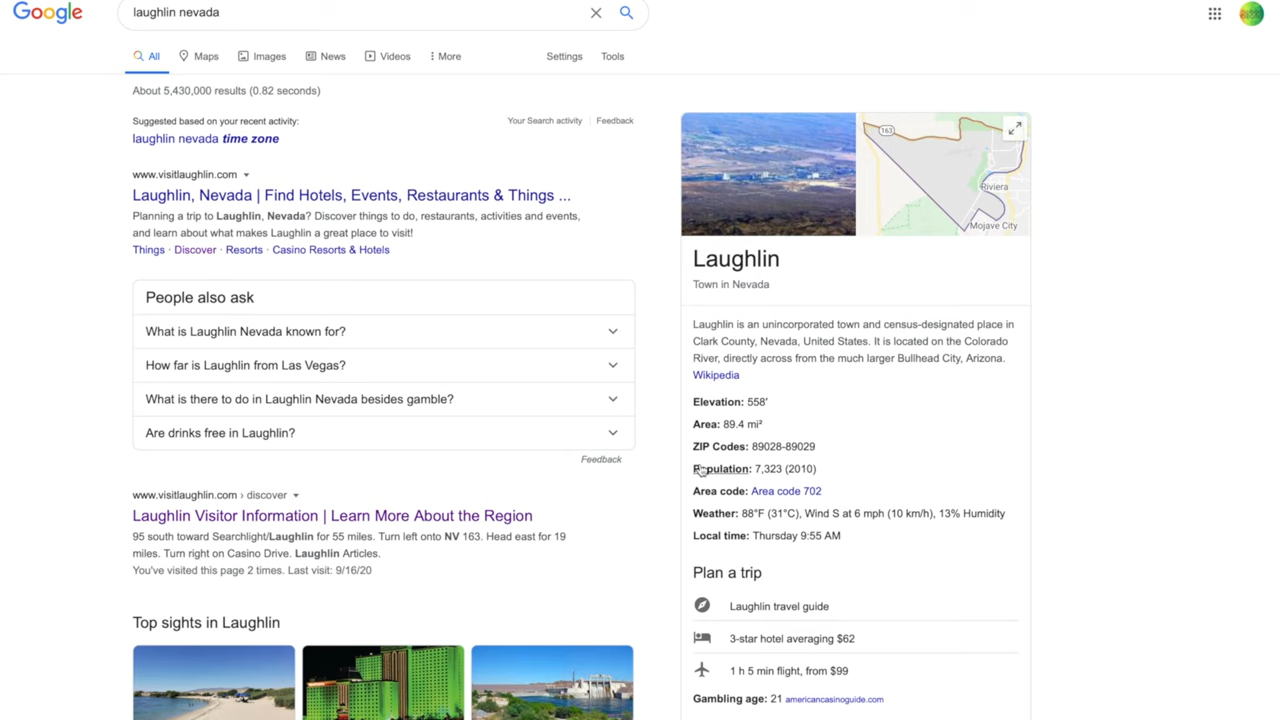 Google
laughlin nevada
All
Maps
Images
News
Videos
More
Settings
Tools
About 5,430,000 results (0.82 seconds)
Suggested based on your recent activity:
Your Search activity
Feedback
laughlin nevada time zone
www.visitlaughlin.com
Laughlin, Nevada | Find Hotels, Events, Restaurants & Things ...
Planning a trip to Laughlin, Nevada? Discover things to do, restaurants, activities and events,
and learn about what makes Laughlin a great place to visit!
Things · Discover · Resorts · Casino Resorts & Hotels
People also ask
What is Laughlin Nevada known for?
How far is Laughlin from Las Vegas?
What is there to do in Laughlin Nevada besides gamble?
Are drinks free in Laughlin?
Feedback
www.visitlaughlin.com › discover
Laughlin Visitor Information | Learn More About the Region
95 south toward Searchlight/Laughlin for 55 miles. Turn left onto NV 163. Head east for 19
miles. Turn right on Casino Drive. Laughlin Articles.
You've visited this page 2 times. Last visit: 9/16/20
Top sights in Laughlin
163
Riviera
Mojave City
Laughlin
Town in Nevada
Laughlin is an unincorporated town and census-designated place in
Clark County, Nevada, United States. It is located on the Colorado
River, directly across from the much larger Bullhead City, Arizona.
Wikipedia
Elevation: 558′
Area: 89.4 mi²
ZIP Codes: 89028-89029
Population: 7,323 (2010)
Area code: Area code 702
Weather: 88°F (31°C), Wind S at 6 mph (10 km/h), 13% Humidity
Local time: Thursday 9:55 AM
Plan a trip
Laughlin travel guide
3-star hotel averaging $62
1 h 5 min flight, from $99
Gambling age: 21 americancasinoguide.com